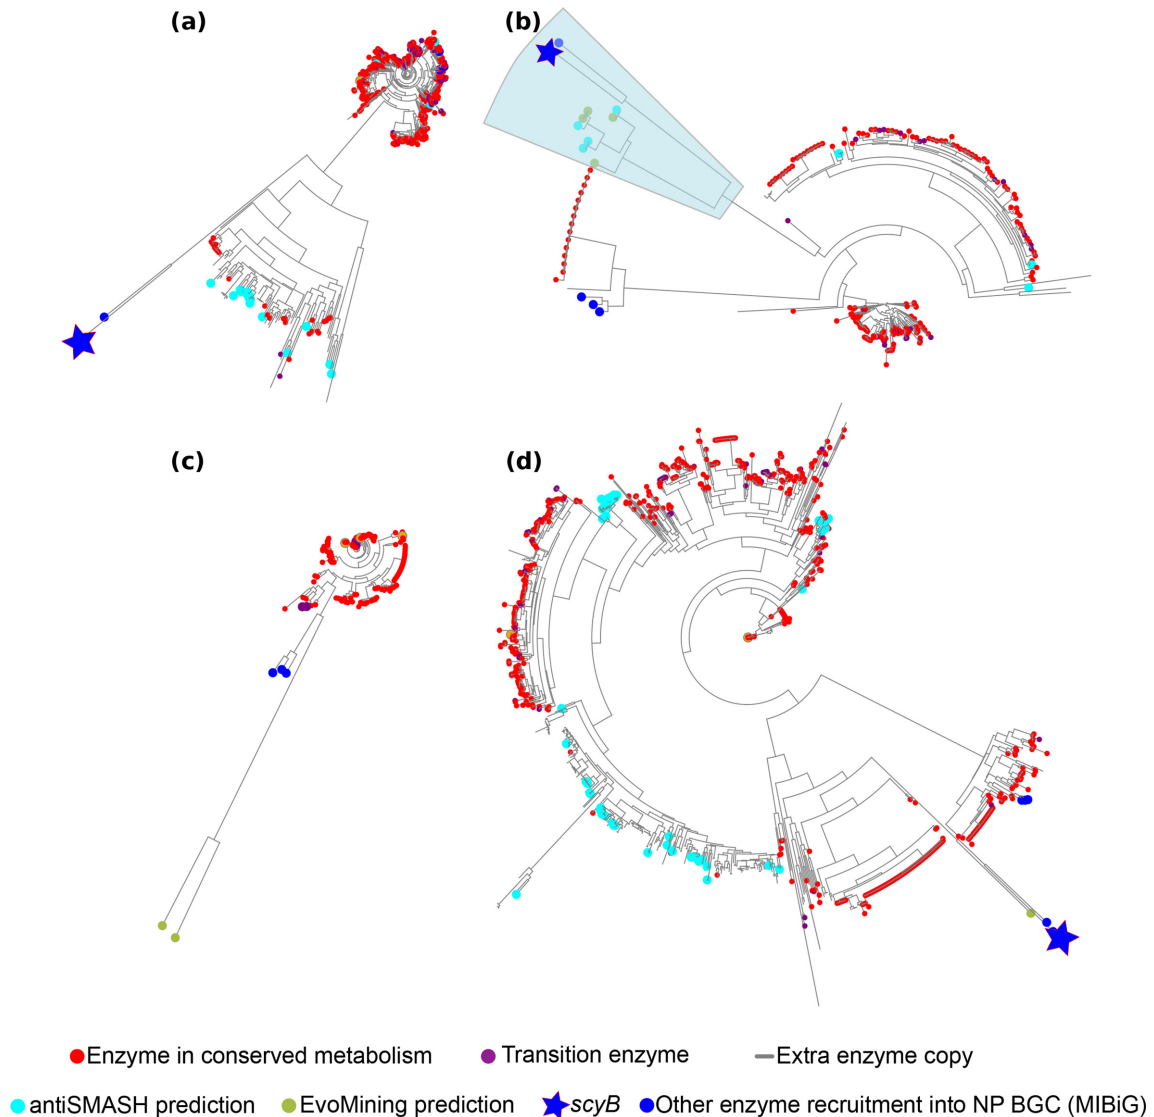 (a)
(b)
(c)
(d)
Enzyme in conserved metabolism Transition enzyme Extra enzyme copy
antiSMASH prediction EvoMining prediction scyB Other enzyme recruitment into NP BGC (MIBiG)